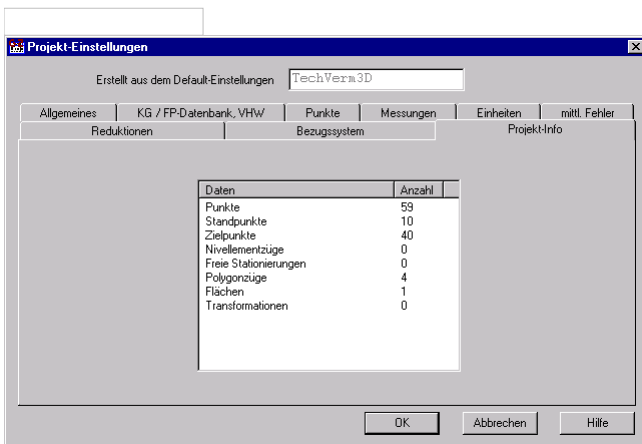 Projekt-Einstellungen
Erstellt aus dem Default-Einstellungen TechVerm3D
Allgemeines KG / FP-Datenbank, VHW Punkte Messungen Einheiten mittl. Fehler
Reduktionen Bezugssystem Projekt-Info
Daten Anzahl
Punkte 59
Standpunkte 10
Zielpunkte 40
Nivellementzüge 0
Freie Stationierungen 0
Polygonzüge 4
Flächen 1
Transformationen 0
OK Abbrechen Hilfe